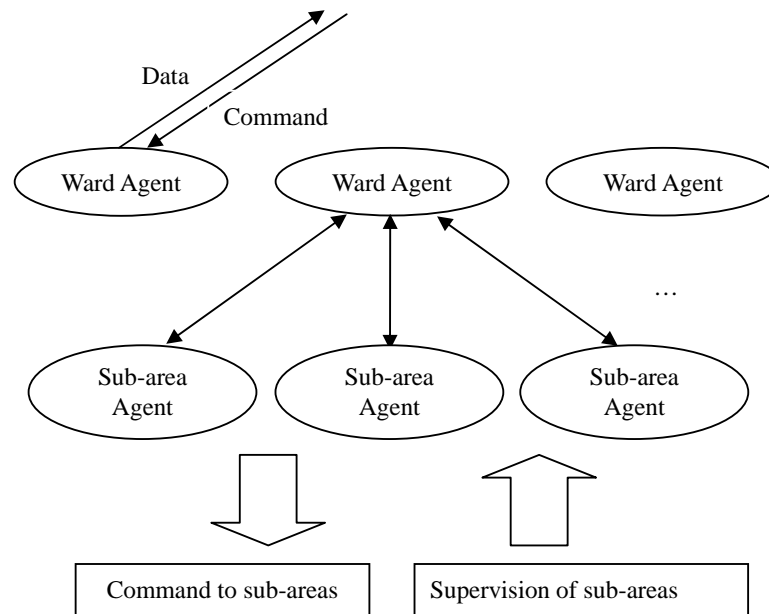 Data
Command
Ward Agent
Ward Agent
Ward Agent
…
Sub-area
Agent
Sub-area
Agent
Sub-area
Agent
Command to sub-areas
Supervision of sub-areas